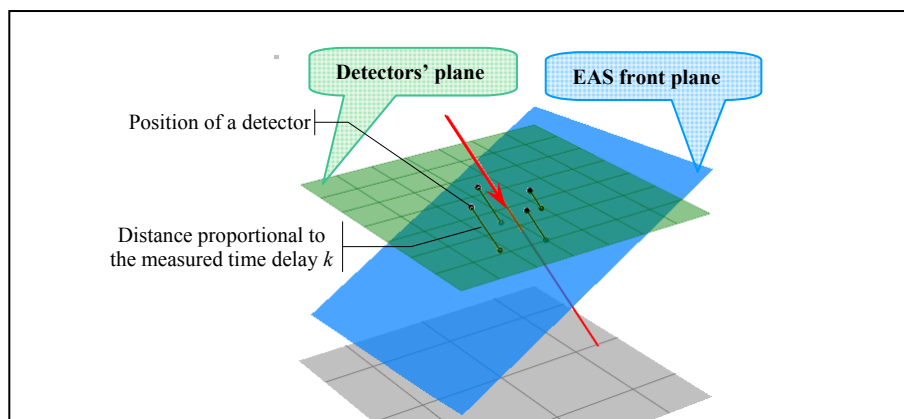 Detectors' plane
EAS front plane
Position of a detector
Distance proportional to
the measured time delay k